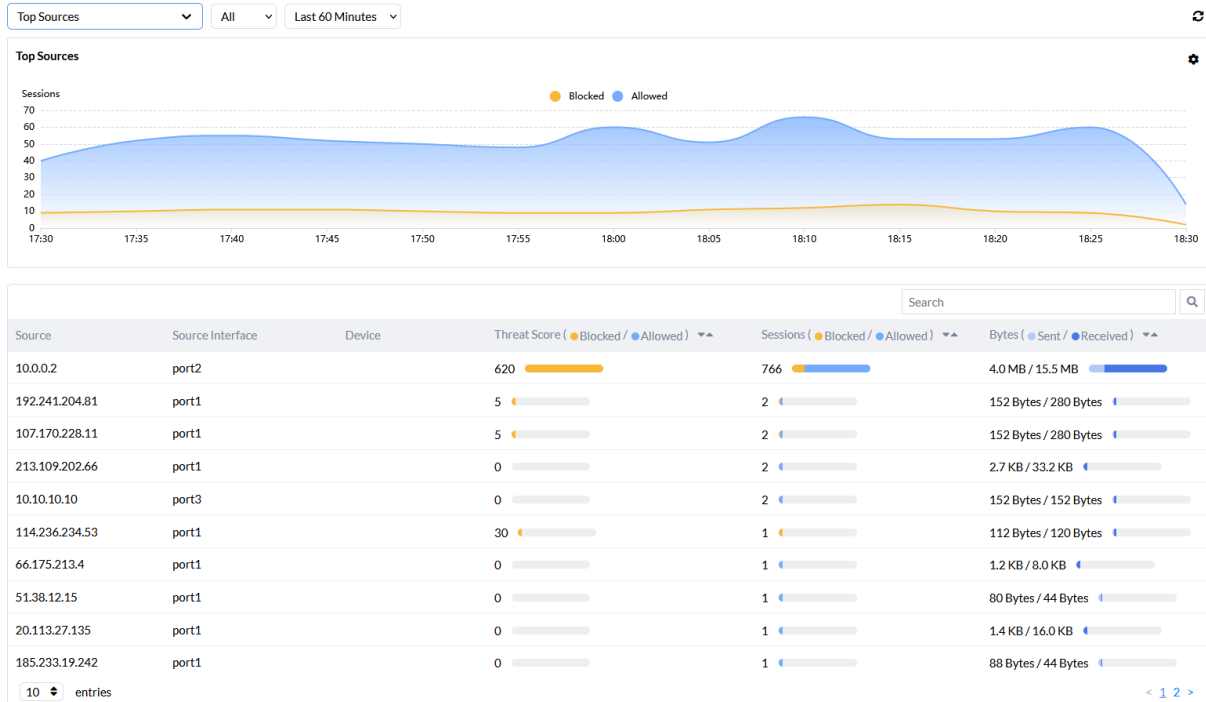 Top Sources All Last 60 Minutes
Top Sources
Sessions
Blocked Allowed
70
60
50
40
30
20
10
0
17:30 17:35 17:40 17:45 17:50 17:55 18:00 18:05 18:10 18:15 18:20 18:25 18:30
Search
Source Source Interface Device Threat Score ( Blocked / Allowed ) Sessions ( Blocked / Allowed ) Bytes ( Sent / Received )
10.0.0.2 port2 620 766 4.0 MB / 15.5 MB
192.241.204.81 port1 5 2 152 Bytes / 280 Bytes
107.170.228.11 port1 5 2 152 Bytes / 280 Bytes
213.109.202.66 port1 0 2 2.7 KB / 33.2 KB
10.10.10.10 port3 0 2 152 Bytes / 152 Bytes
114.236.234.53 port1 30 1 112 Bytes / 120 Bytes
66.175.213.4 port1 0 1 1.2 KB / 8.0 KB
51.38.12.15 port1 0 1 80 Bytes / 44 Bytes
20.113.27.135 port1 0 1 1.4 KB / 16.0 KB
185.233.19.242 port1 0 1 88 Bytes / 44 Bytes
10 entries < 1 2 >